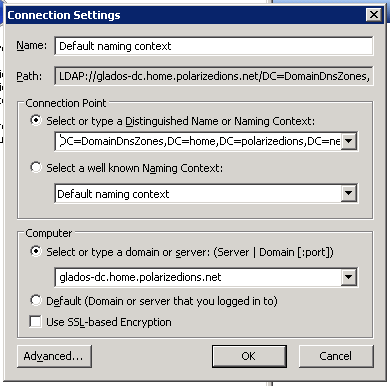 Connection Settings
Name: Default naming context
Path: LDAP://glados-dc.home.polarizedions.net/DC=DomainDnsZones,
Connection Point
Select or type a Distinguished Name or Naming Context:
DC=DomainDnsZones,DC=home,DC=polarizedions,DC=ne
Select a well known Naming Context:
Default naming context
Computer
Select or type a domain or server: (Server | Domain [:port])
glados-dc.home.polarizedions.net
Default (Domain or server that you logged in to)
Use SSL-based Encryption
Advanced... OK Cancel